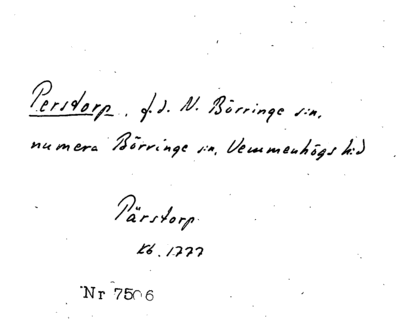 Perstorp, f.d. N. Börringe s:n,
numera Börringe s:n, Vemmenhögs h:d
Pärstorp
Kb. 1777
Nr 7506